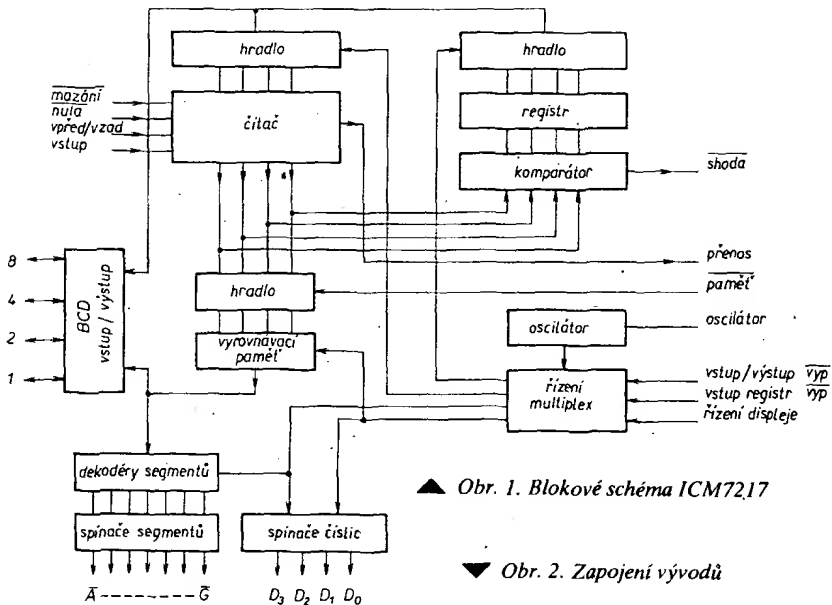 hradlo
hradlo
mazání
nula
vpřed/vzad
vstup
čítač
registr
komparátor
shoda
přenos
paměť
oscilátor
8
4
2
1
BCD
vstup / výstup
hradlo
vyrovnávací
paměť
oscilátor
řízení
multiplex
vstup/výstup vyp
vstup registr vyp
řízení displeje
dekodéry segmentů
spínače segmentů
spínače číslic
A - - - - - - - - - G
D3 D2 D1 D0
▲ Obr. 1. Blokové schéma ICM7217
▼ Obr. 2. Zapojení vývodů